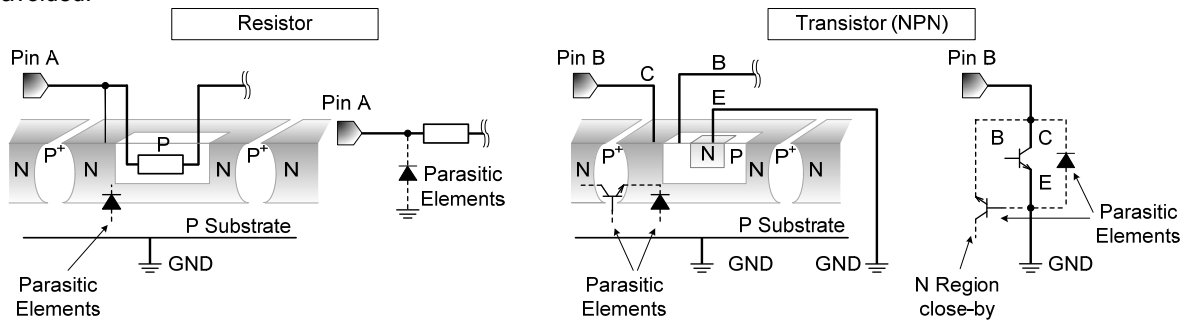 Resistor
Pin A
N
P+
N
P
P+
N
P Substrate
GND
Parasitic
Elements
Pin A
Parasitic
Elements
Transistor (NPN)
Pin B
C
B
E
N
P+
N
N
P
P+
N
P Substrate
GND
GND
Parasitic
Elements
Pin B
B
C
E
Parasitic
Elements
GND
N Region
close-by